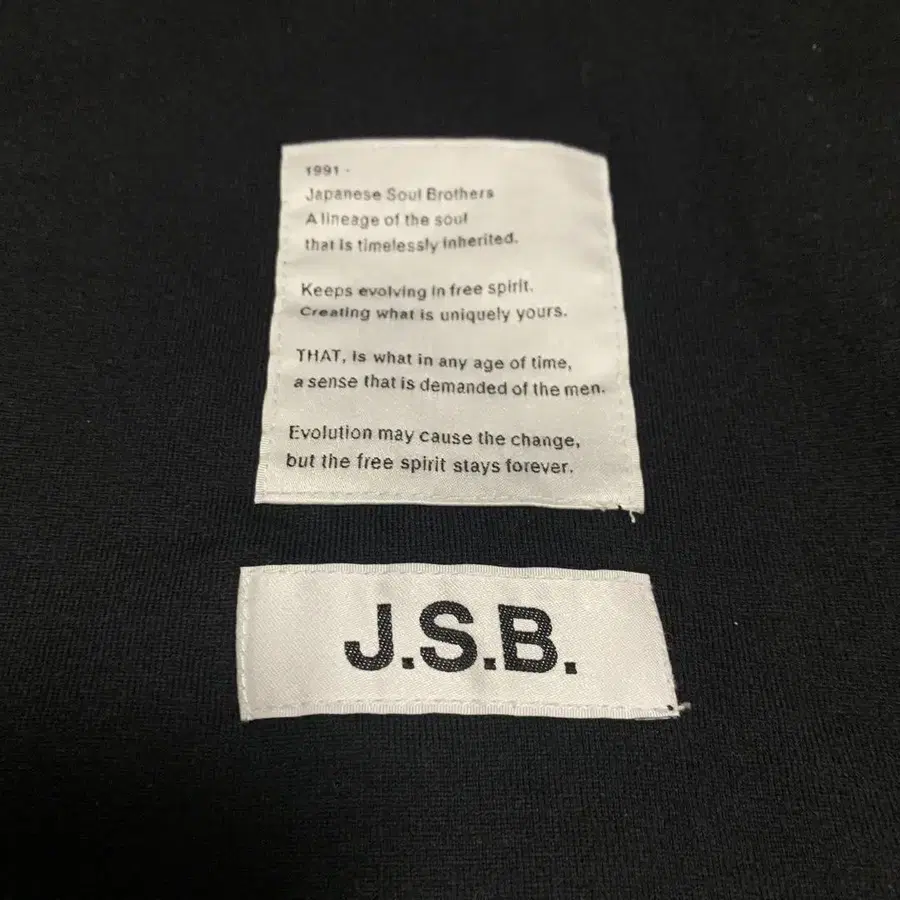 1991 -
Japanese Soul Brothers
A lineage of the soul
that is timelessly inherited.
Keeps evolving in free spirit.
Creating what is uniquely yours.
THAT, is what in any age of time,
a sense that is demanded of the men.
Evolution may cause the change,
but the free spirit stays forever.
J.S.B.